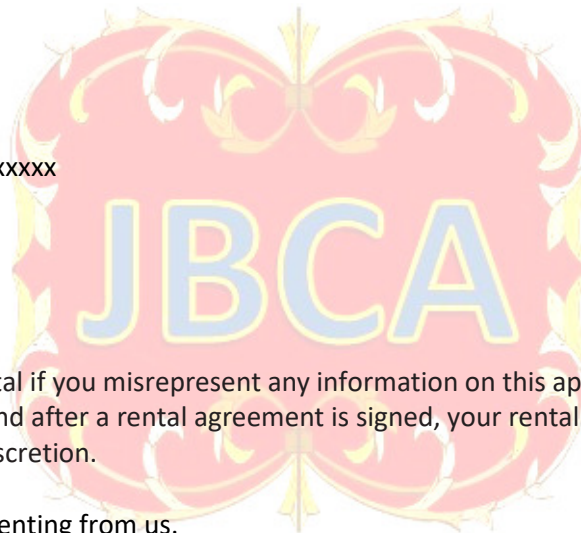 xxxxx
JBCA
tal if you misrepresent any information on this ap
nd after a rental agreement is signed, your rental
scretion.
enting from us.